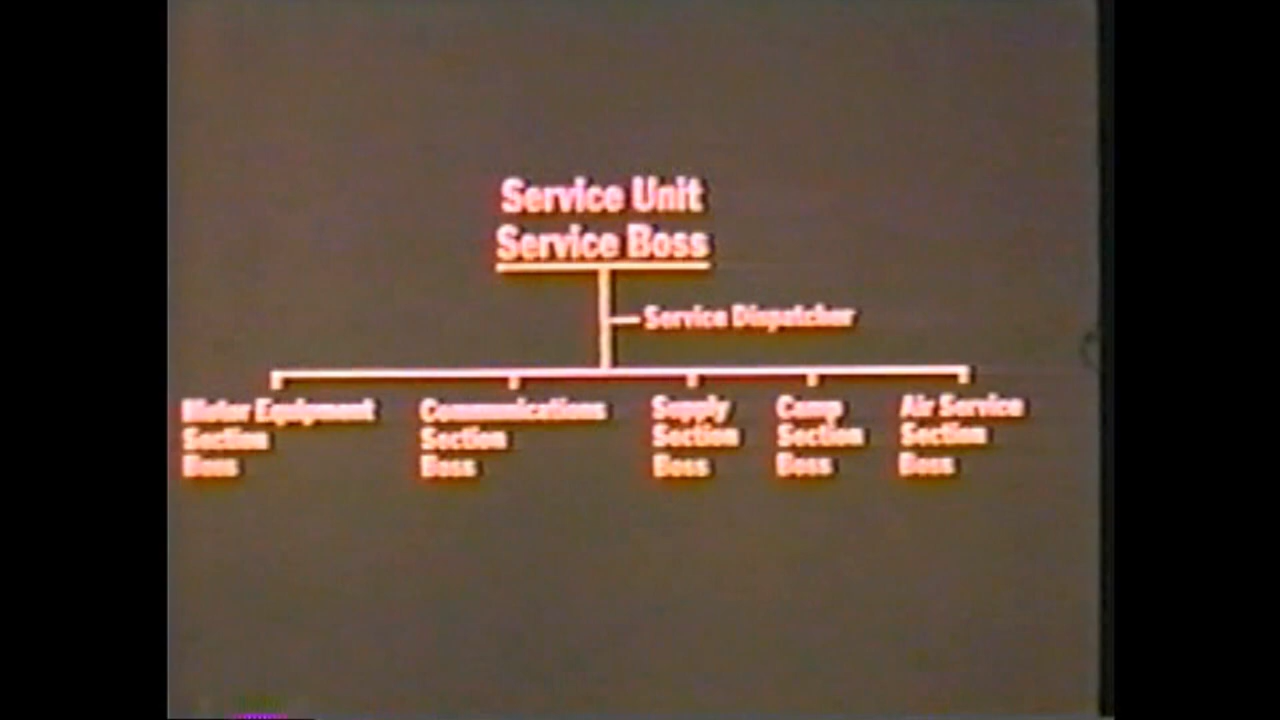 Service Unit
Service Boss
Service Dispatcher
Motor Equipment
Section
Boss
Communications
Section
Boss
Supply
Section
Boss
Camp
Section
Boss
Air Service
Section
Boss